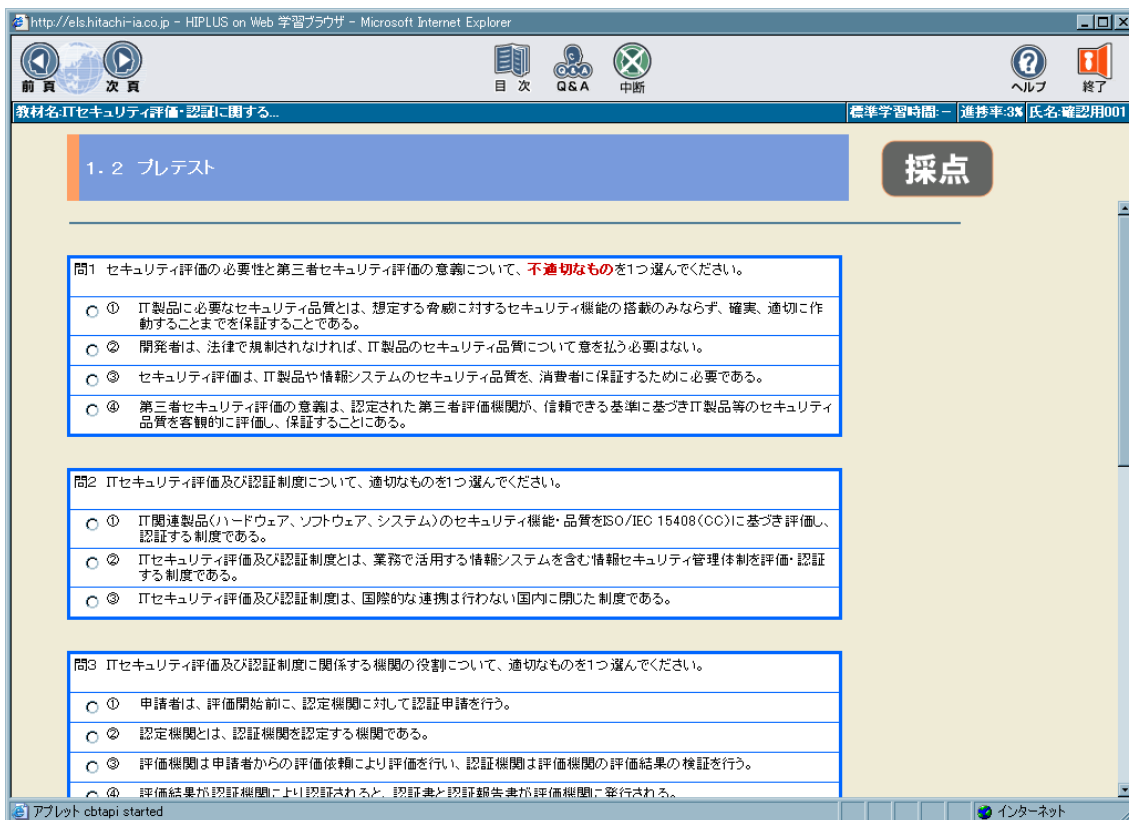 http://els.hitachi-ia.co.jp - HIPLUS on Web 学習ブラウザ - Microsoft Internet Explorer
前 頁 次 頁 目 次 Q&A 中断 ヘルプ 終了
教材名:ITセキュリティ評価・認証に関する... 標準学習時間:－ 進捗率:3% 氏名:確認用001
１．２ プレテスト 採点
問1 セキュリティ評価の必要性と第三者セキュリティ評価の意義について、不適切なものを1つ選んでください。
① IT製品に必要なセキュリティ品質とは、想定する脅威に対するセキュリティ機能の搭載のみならず、確実、適切に作
動することまでを保証することである。
② 開発者は、法律で規制されなければ、IT製品のセキュリティ品質について意を払う必要はない。
③ セキュリティ評価は、IT製品や情報システムのセキュリティ品質を、消費者に保証するために必要である。
④ 第三者セキュリティ評価の意義は、認定された第三者評価機関が、信頼できる基準に基づきIT製品等のセキュリティ
品質を客観的に評価し、保証することにある。
問2 ITセキュリティ評価及び認証制度について、適切なものを1つ選んでください。
① IT関連製品(ハードウェア、ソフトウェア、システム)のセキュリティ機能・品質をISO/IEC 15408(CC)に基づき評価し、
認証する制度である。
② ITセキュリティ評価及び認証制度とは、業務で活用する情報システムを含む情報セキュリティ管理体制を評価・認証
する制度である。
③ ITセキュリティ評価及び認証制度は、国際的な連携は行わない国内に閉じた制度である。
問3 ITセキュリティ評価及び認証制度に関係する機関の役割について、適切なものを1つ選んでください。
① 申請者は、評価開始前に、認定機関に対して認証申請を行う。
② 認定機関とは、認証機関を認定する機関である。
③ 評価機関は申請者からの評価依頼により評価を行い、認証機関は評価機関の評価結果の検証を行う。
④ 評価結果が認証機関により認証されると、認証書と認証報告書が評価機関に発行される。
アプレット cbtapi started インターネット